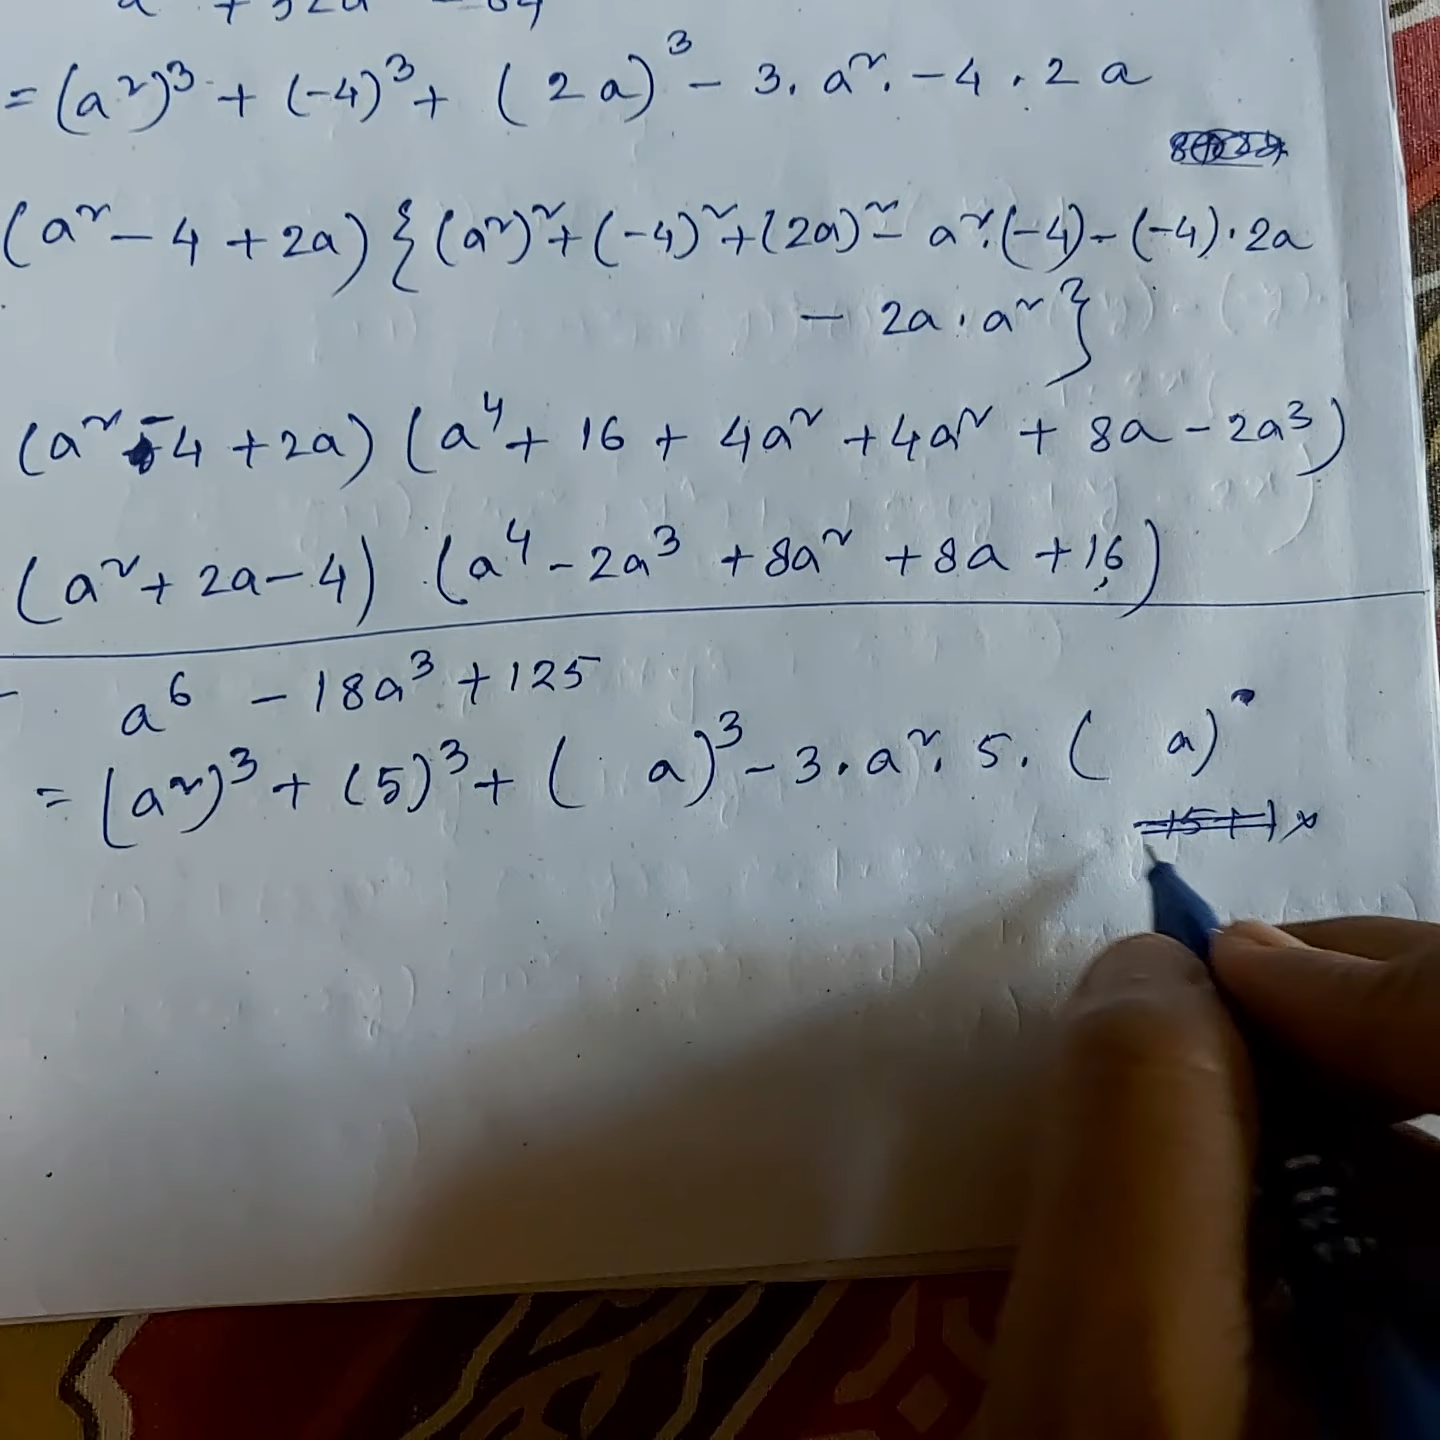 = (a²)³ + (-4)³ + (2a)³ - 3. a². -4 . 2a
(a² - 4 + 2a) { (a²)² + (-4)² + (2a)² - a².(-4) - (-4). 2a
- 2a . a² }
(a² - 4 + 2a) (a⁴ + 16 + 4a² + 4a² + 8a - 2a³)
(a² + 2a - 4) (a⁴ - 2a³ + 8a² + 8a + 16)
a⁶ - 18a³ + 125
= (a²)³ + (5)³ + ( a)³ - 3 . a². 5. ( a)